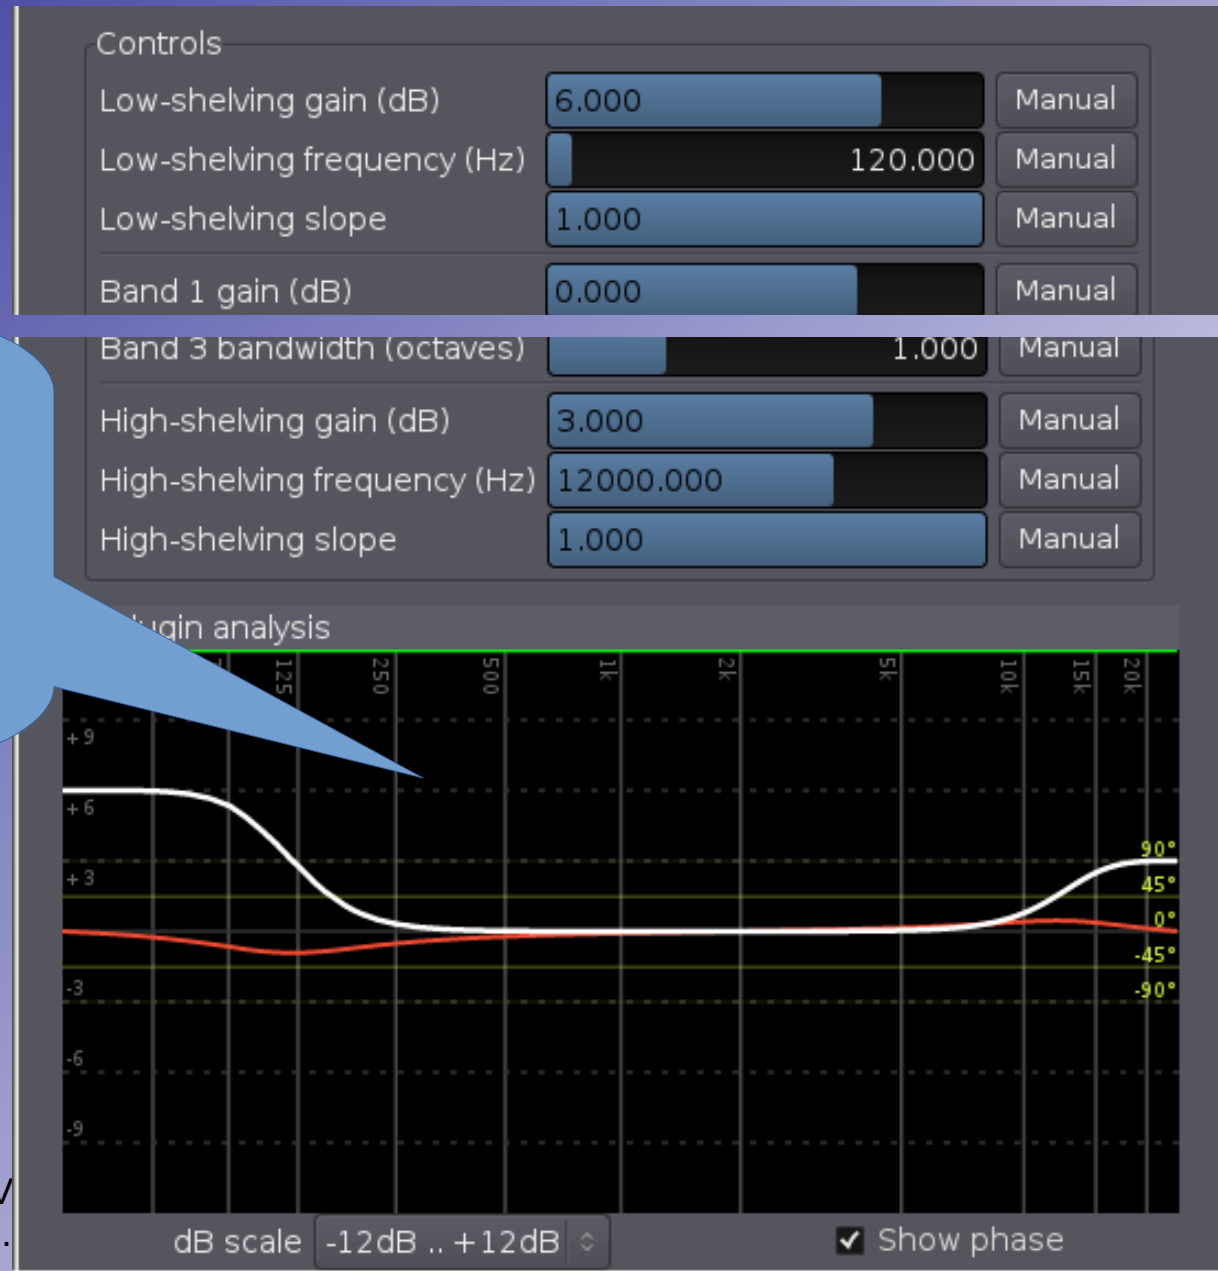 Controls
Low-shelving gain (dB) 6.000 Manual
Low-shelving frequency (Hz) 120.000 Manual
Low-shelving slope 1.000 Manual
Band 1 gain (dB) 0.000 Manual
Band 3 bandwidth (octaves) 1.000 Manual
High-shelving gain (dB) 3.000 Manual
High-shelving frequency (Hz) 12000.000 Manual
High-shelving slope 1.000 Manual
analysis
125 250 500 1k 2k 5k 10k 15k 20k
+9
+6
90°
+3
45°
0°
-45°
-3
-90°
-6
-9
dB scale -12dB .. +12dB Show phase